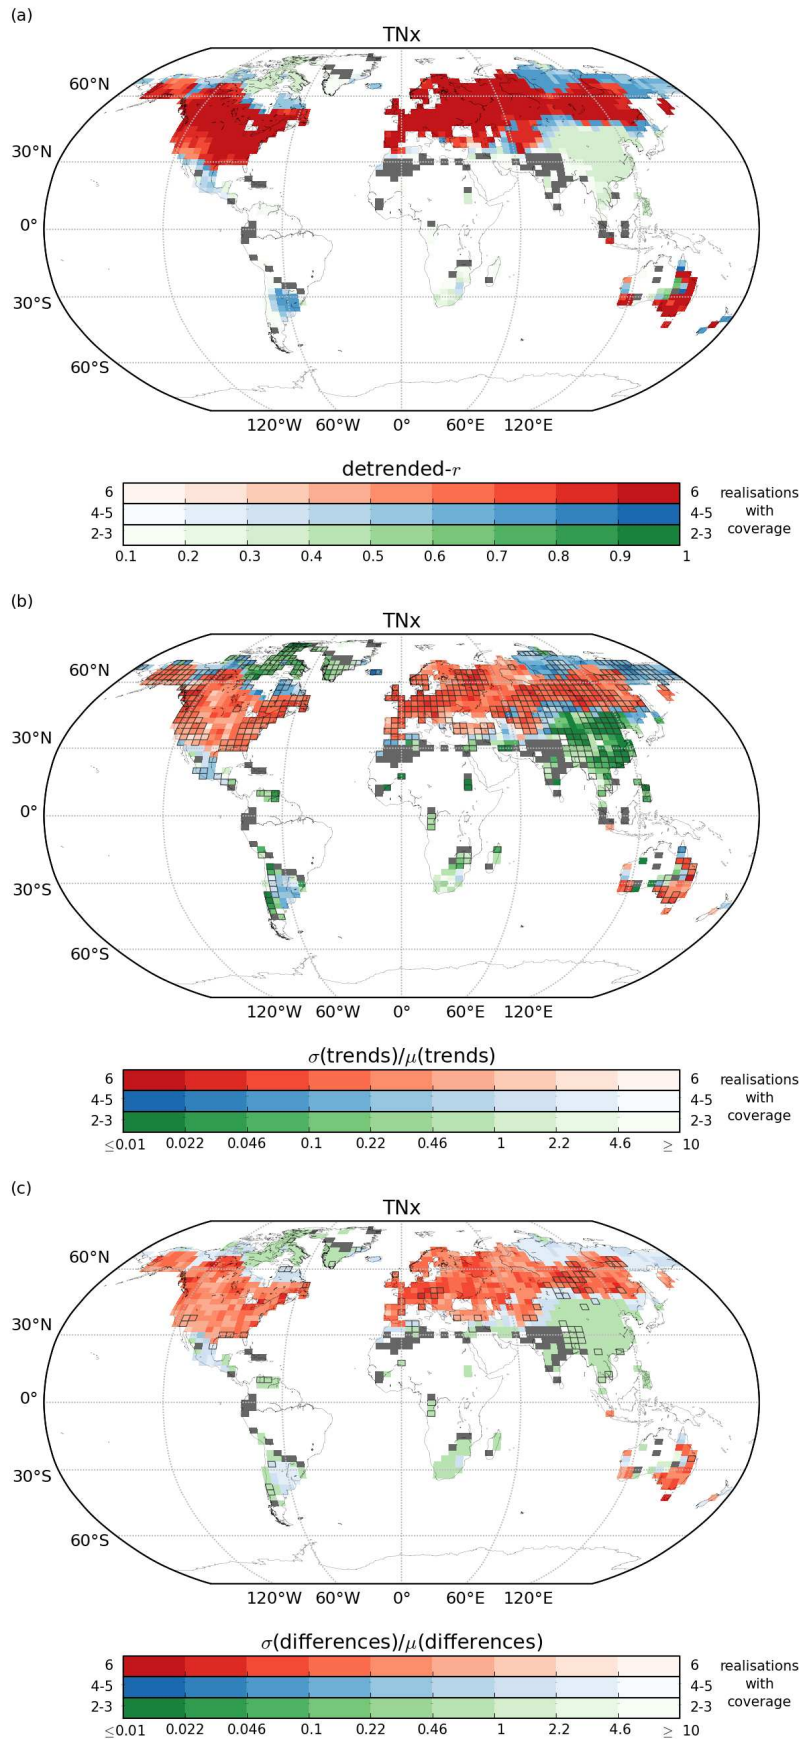 (a)
TNx
60°N
30°N
0°
30°S
60°S
120°W 60°W 0° 60°E 120°E
detrended-r
6 6 realisations
4-5 4-5 with
2-3 2-3 coverage
0.1 0.2 0.3 0.4 0.5 0.6 0.7 0.8 0.9 1
(b)
TNx
60°N
30°N
0°
30°S
60°S
120°W 60°W 0° 60°E 120°E
σ(trends)/μ(trends)
6 6 realisations
4-5 4-5 with
2-3 2-3 coverage
≤0.01 0.022 0.046 0.1 0.22 0.46 1 2.2 4.6 ≥ 10
(c)
TNx
60°N
30°N
0°
30°S
60°S
120°W 60°W 0° 60°E 120°E
σ(differences)/μ(differences)
6 6 realisations
4-5 4-5 with
2-3 2-3 coverage
≤0.01 0.022 0.046 0.1 0.22 0.46 1 2.2 4.6 ≥ 10